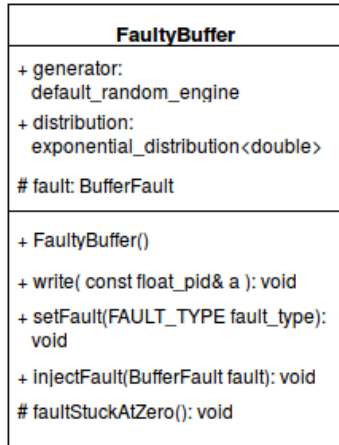 FaultyBuffer
+ generator:
default_random_engine
+ distribution:
exponential_distribution<double>
# fault: BufferFault
+ FaultyBuffer()
+ write( const float_pid& a ): void
+ setFault(FAULT_TYPE fault_type):
void
+ injectFault(BufferFault fault): void
# faultStuckAtZero(): void